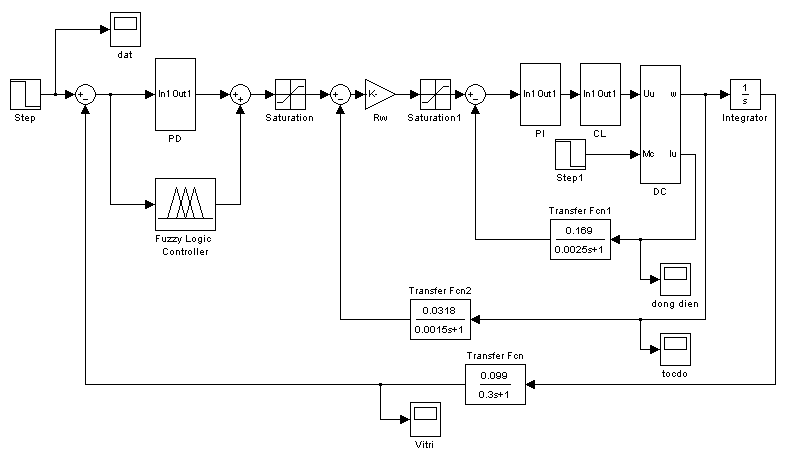 dat
Step
In1 Out1
PD
Fuzzy Logic
Controller
Saturation
K-
Rw
Saturation1
In1 Out1
PI
In1 Out1
CL
Step1
Uu
w
Mc
Iu
DC
1
s
Integrator
Transfer Fcn1
0.169
0.0025s+1
dong dien
Transfer Fcn2
0.0318
0.0015s+1
tocdo
Transfer Fcn
0.099
0.3s+1
Vitri